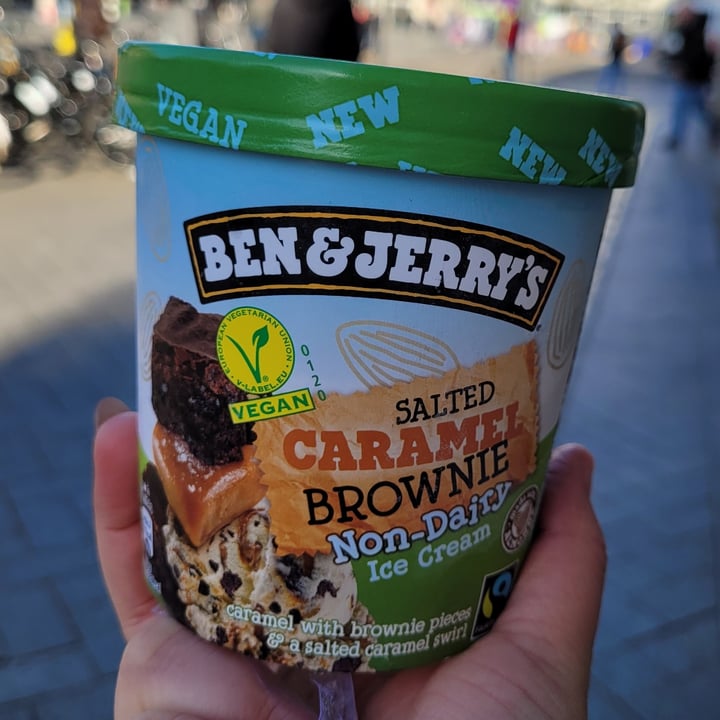 VEGAN NEW NEW NEW
BEN & JERRY'S
EUROPEAN VEGETARIAN UNION
V-LABEL.EU
0120
VEGAN
SALTED
CARAMEL
BROWNIE
Non-Dairy
Ice Cream
caramel with brownie pieces
& a salted caramel swirl